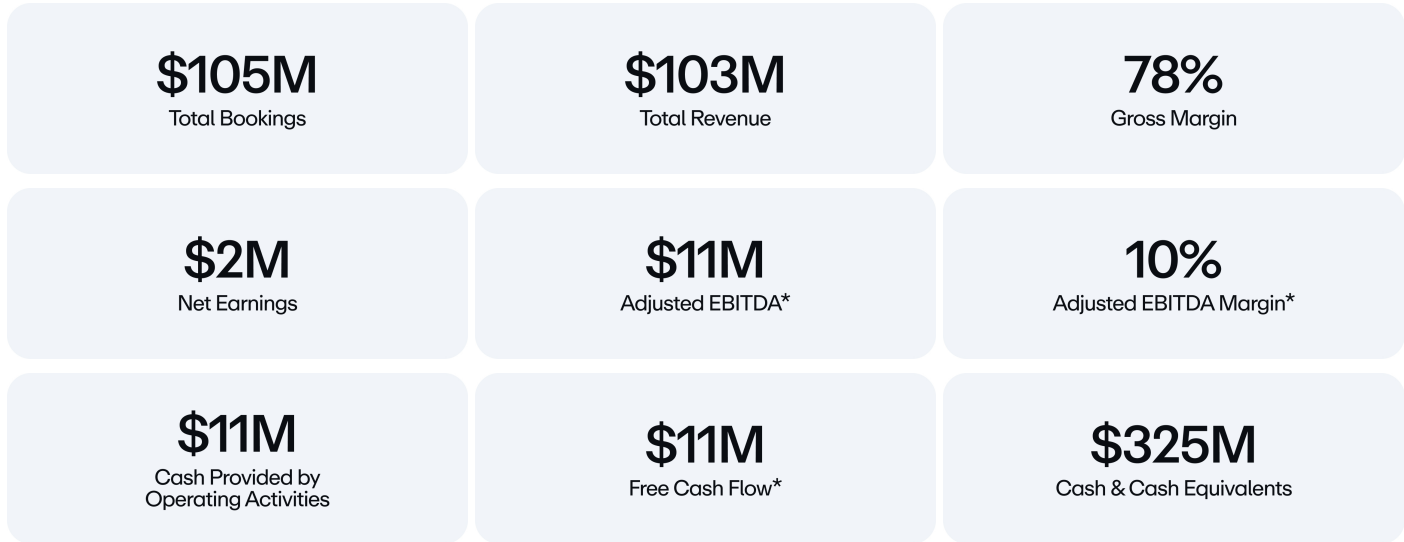 $105M
Total Bookings
$103M
Total Revenue
78%
Gross Margin
$2M
Net Earnings
$11M
Adjusted EBITDA*
10%
Adjusted EBITDA Margin*
$11M
Cash Provided by
Operating Activities
$11M
Free Cash Flow*
$325M
Cash & Cash Equivalents